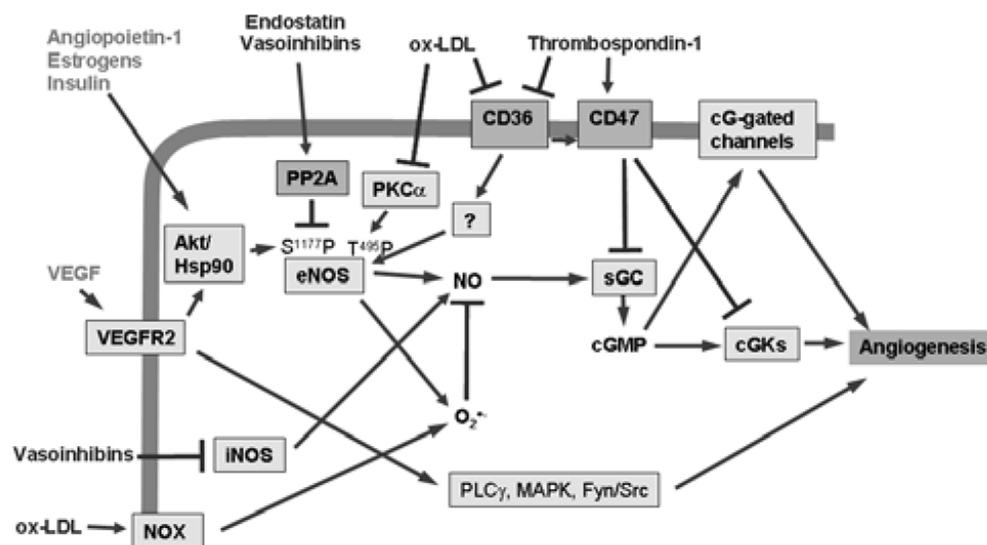 Angiopoietin-1
Estrogens
Insulin
Endostatin
Vasoinhibins
ox-LDL
Thrombospondin-1
CD36
CD47
cG-gated
channels
PP2A
PKCα
?
Akt/
Hsp90
S1177P T495P
eNOS
NO
sGC
VEGF
VEGFR2
cGMP
cGKs
Angiogenesis
O2•-
Vasoinhibins
iNOS
PLCγ, MAPK, Fyn/Src
ox-LDL
NOX